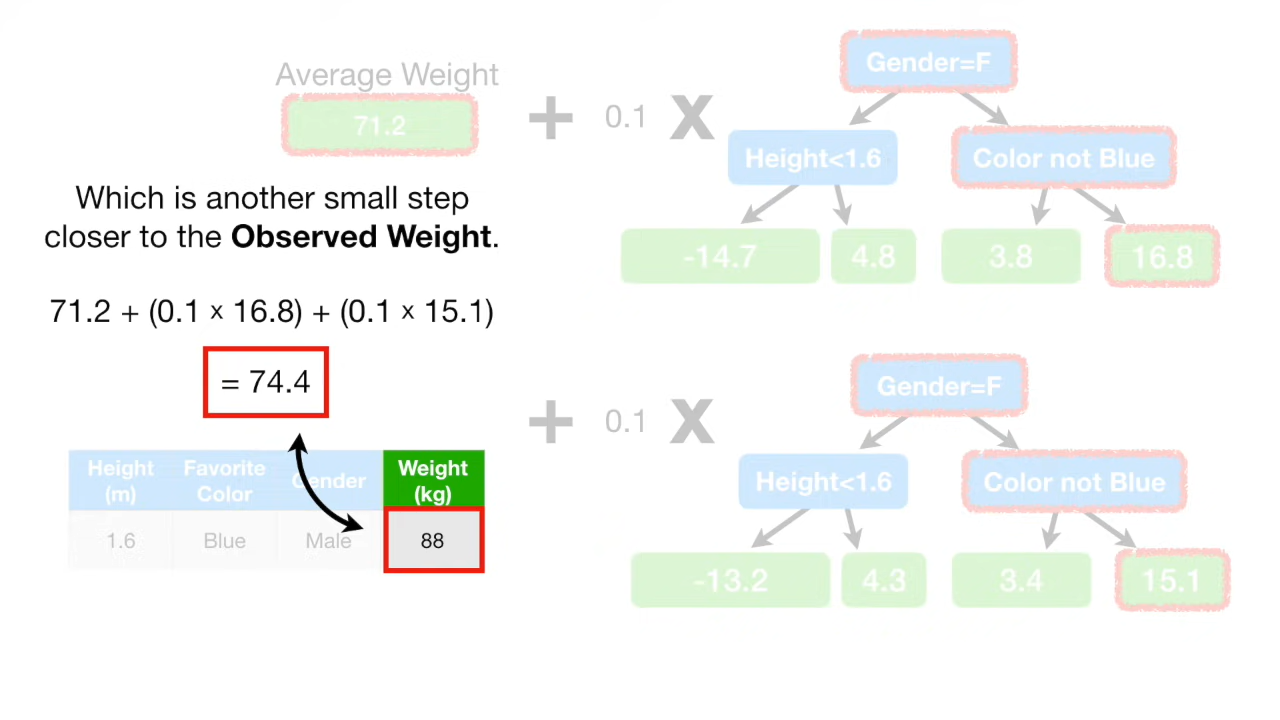 Average Weight
71.2
+ 0.1 X
Gender=F
Height<1.6
Color not Blue
-14.7
4.8
3.8
16.8
Which is another small step
closer to the Observed Weight.
71.2 + (0.1 × 16.8) + (0.1 × 15.1)
= 74.4
+ 0.1 X
Gender=F
Height<1.6
Color not Blue
-13.2
4.3
3.4
15.1
Height
(m)
Favorite
Color
Gender
Weight
(kg)
1.6
Blue
Male
88